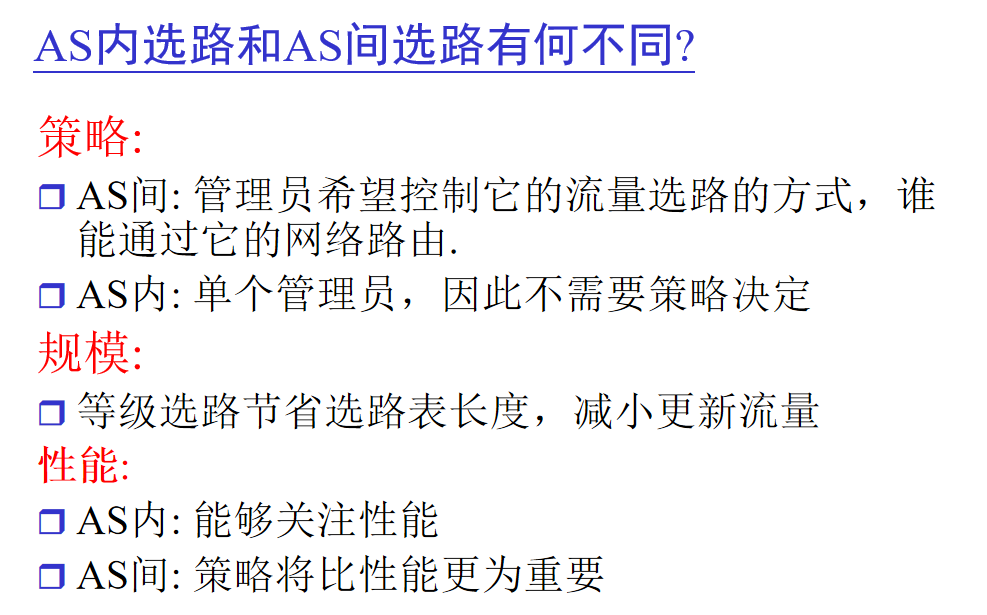 AS内选路和AS间选路有何不同?
策略:
AS间: 管理员希望控制它的流量选路的方式，谁
能通过它的网络路由.
AS内: 单个管理员，因此不需要策略决定
规模:
等级选路节省选路表长度，减小更新流量
性能:
AS内: 能够关注性能
AS间: 策略将比性能更为重要